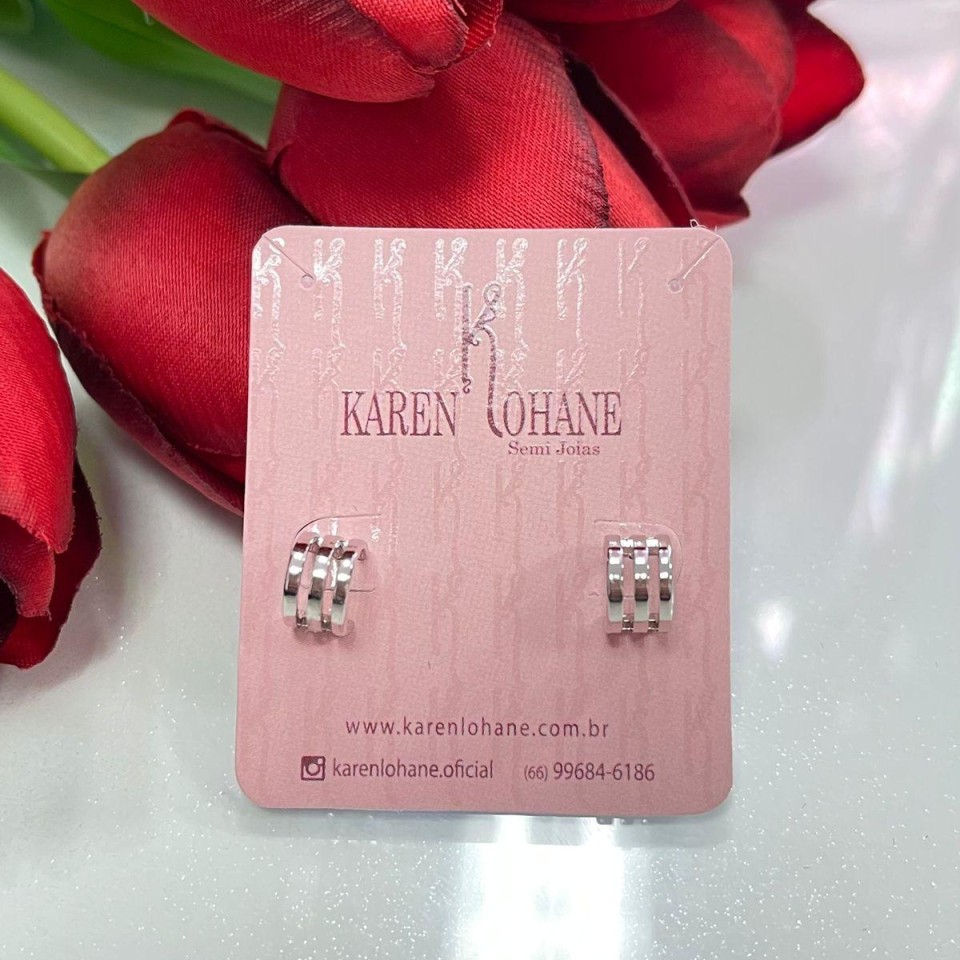 KAREN LOHANE
Semi Joias
www.karenlohane.com.br
karenlohane.oficial (66) 99684-6186